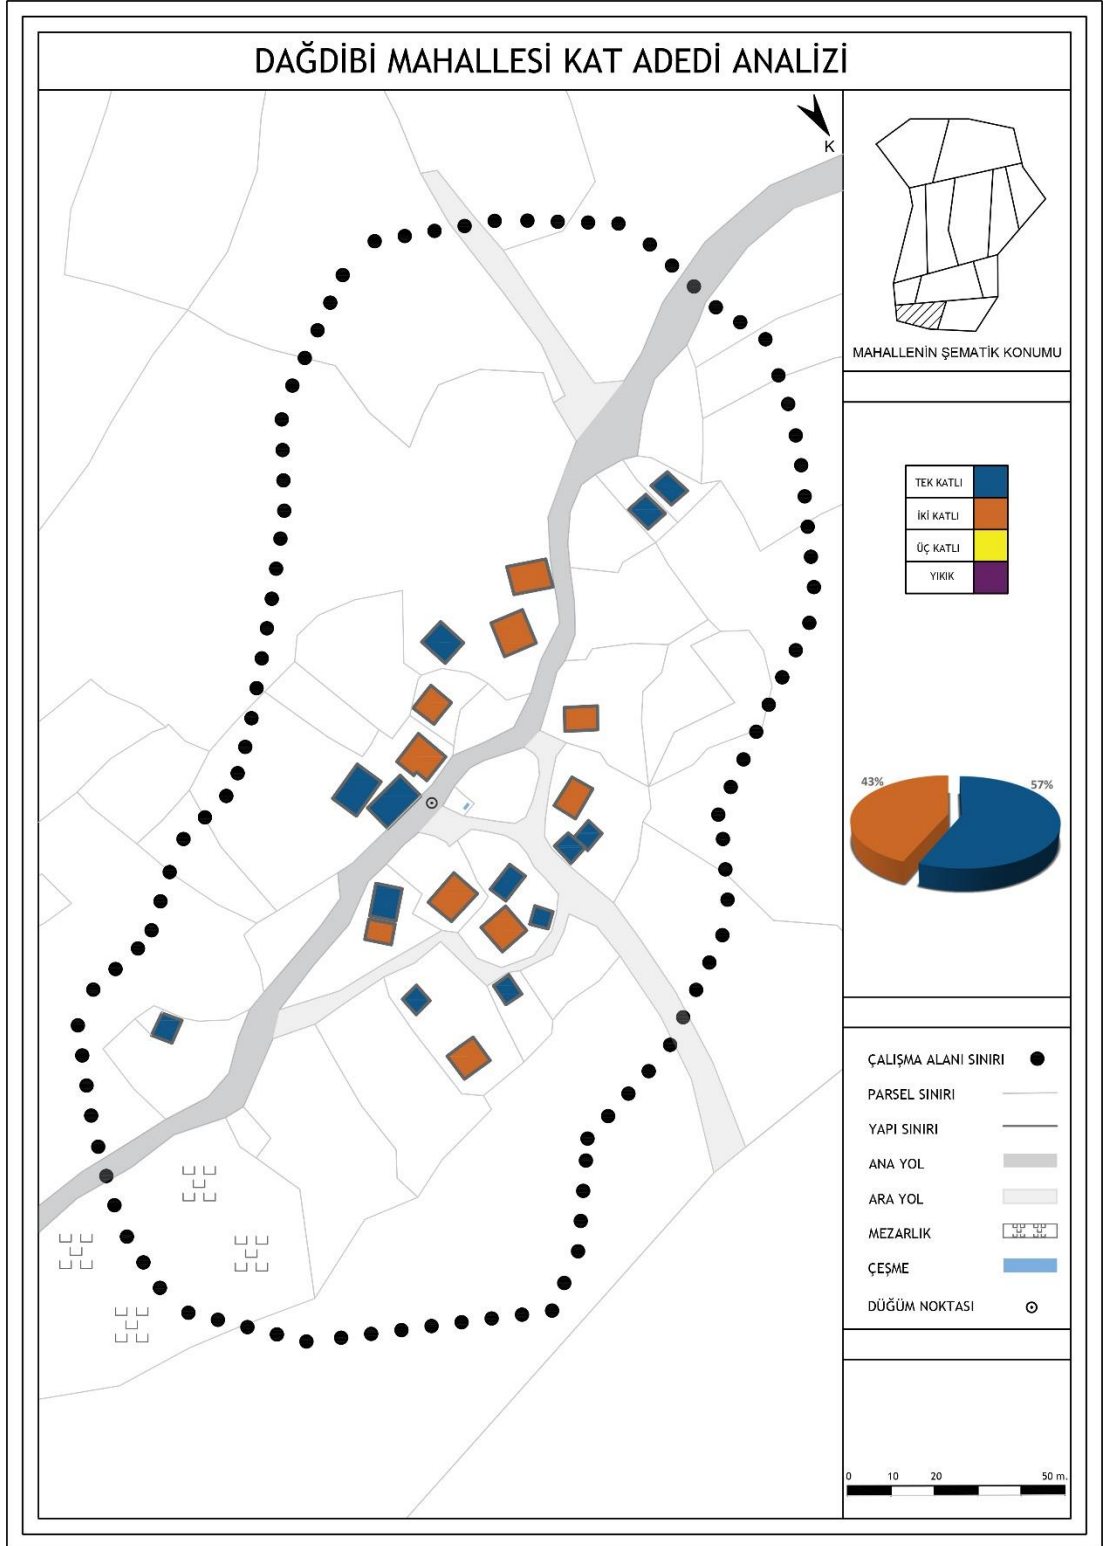 DAĞDİBİ MAHALLESİ KAT ADEDİ ANALİZİ
K
MAHALLENİN ŞEMATİK KONUMU
TEK KATLI
İKİ KATLI
ÜÇ KATLI
YIKIK
43%
57%
ÇALIŞMA ALANI SINIRI
PARSEL SINIRI
YAPI SINIRI
ANA YOL
ARA YOL
MEZARLIK
ÇEŞME
DÜĞÜM NOKTASI
0 10 20 50 m.